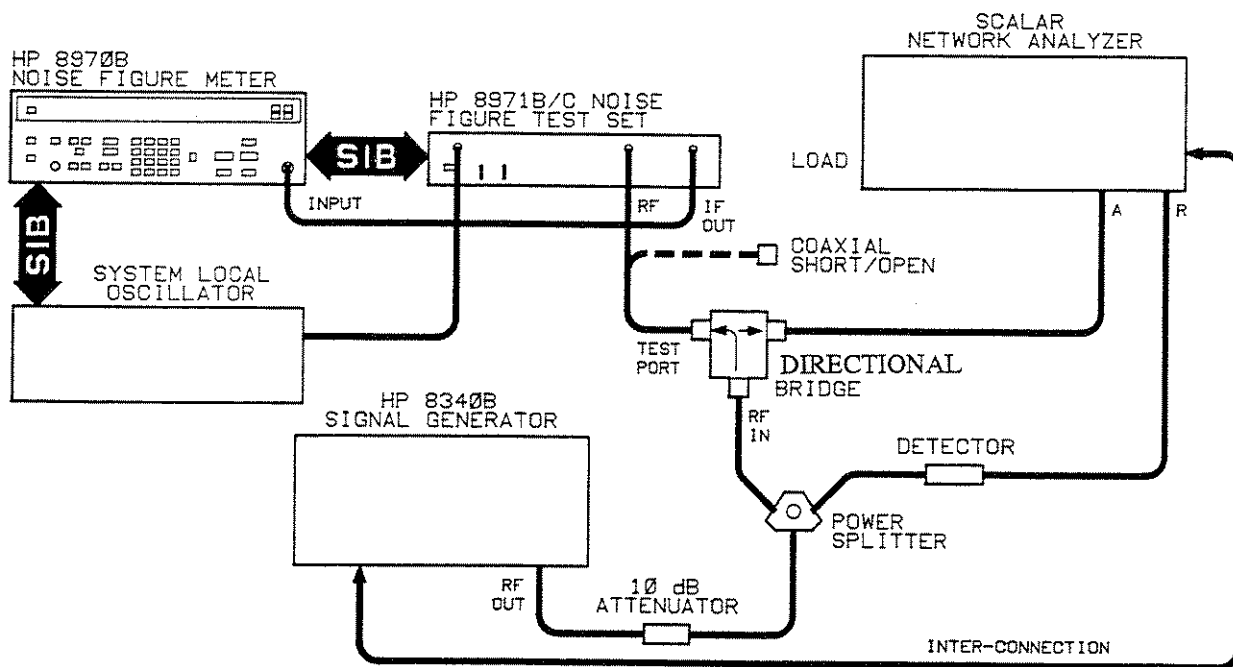 SCALAR
NETWORK ANALYZER
HP 8970B
NOISE FIGURE METER
HP 8971B/C NOISE
FIGURE TEST SET
SIB
LOAD
INPUT
RF
IF
OUT
A
R
SIB
COAXIAL
SHORT/OPEN
SYSTEM LOCAL
OSCILLATOR
TEST
PORT
DIRECTIONAL
BRIDGE
HP 8340B
SIGNAL GENERATOR
RF
IN
DETECTOR
POWER
SPLITTER
RF
OUT
10 dB
ATTENUATOR
INTER-CONNECTION